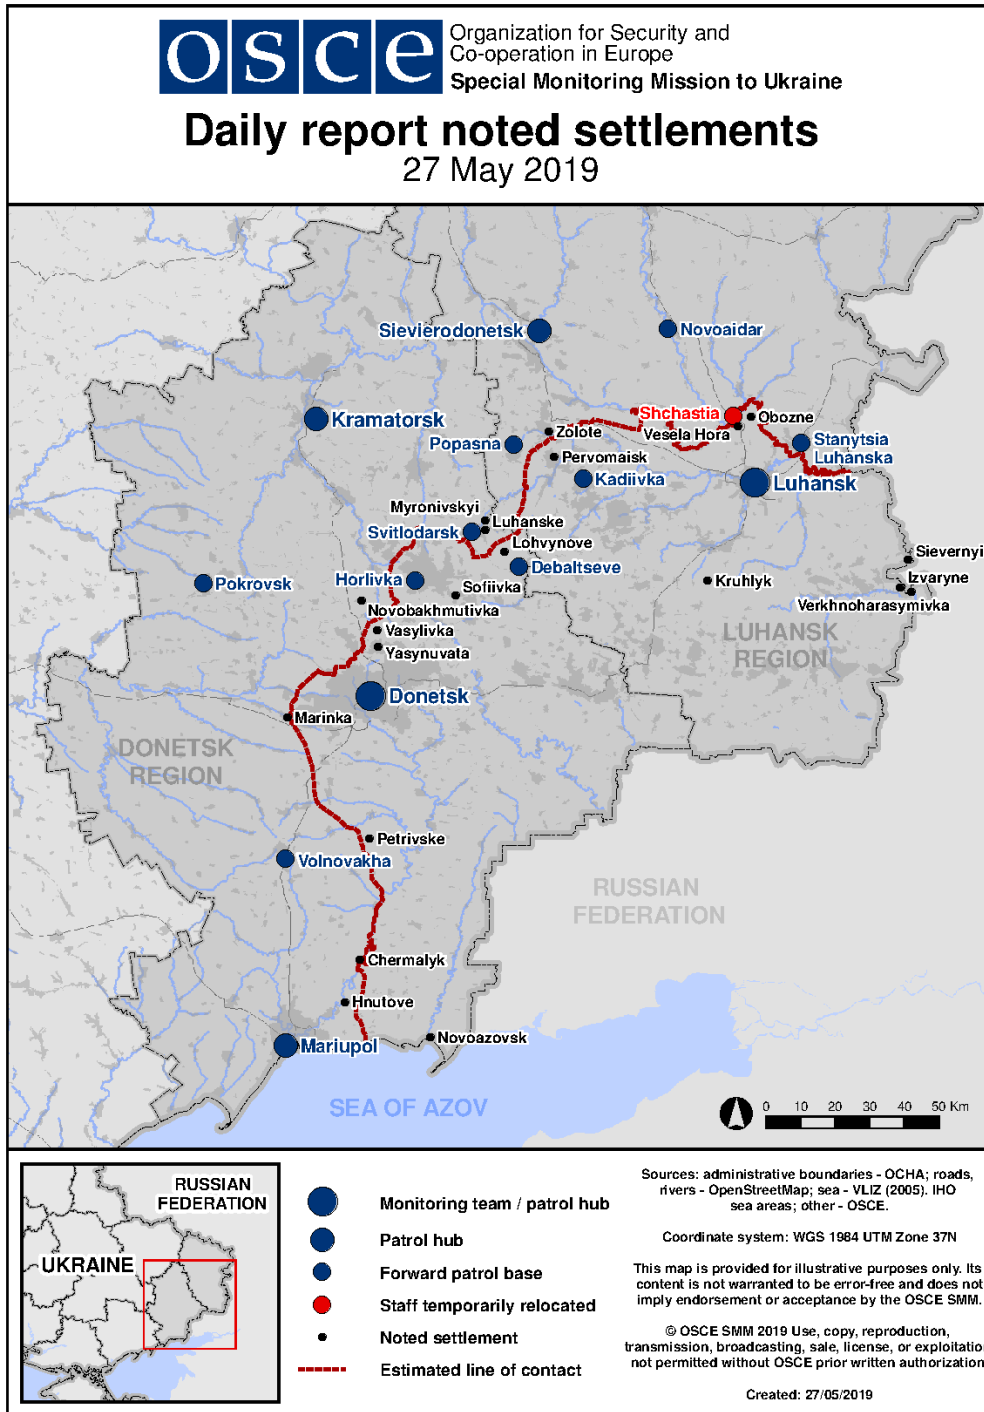 osce
Organization for Security and
Co-operation in Europe
Special Monitoring Mission to Ukraine
Daily report noted settlements
27 May 2019
Sievierodonetsk
Novoaidar
Kramatorsk
Shchastia
Obozne
Zolote
Vesela Hora
Popasna
Stanytsia
Luhanska
Pervomaisk
Kadiivka
Luhansk
Myronivskyi
Luhanske
Svitlodarsk
Lohvynove
Sievernyi
Debaltseve
Pokrovsk
Horlivka
Sofiivka
Kruhlyk
Izvaryne
Novobakhmutivka
Verkhnoharasymivka
Vasylivka
LUHANSK
REGION
Yasynuvata
Donetsk
Marinka
DONETSK
REGION
Petrivske
Volnovakha
RUSSIAN
FEDERATION
Chermalyk
Hnutove
Novoazovsk
Mariupol
SEA OF AZOV
0 10 20 30 40 50 Km
RUSSIAN
FEDERATION
UKRAINE
Monitoring team / patrol hub
Patrol hub
Forward patrol base
Staff temporarily relocated
Noted settlement
Estimated line of contact
Sources: administrative boundaries - OCHA; roads,
rivers - OpenStreetMap; sea - VLIZ (2005). IHO
sea areas; other - OSCE.
Coordinate system: WGS 1984 UTM Zone 37N
This map is provided for illustrative purposes only. Its
content is not warranted to be error-free and does not
imply endorsement or acceptance by the OSCE SMM.
© OSCE SMM 2019 Use, copy, reproduction,
transmission, broadcasting, sale, license, or exploitation
not permitted without OSCE prior written authorization
Created: 27/05/2019